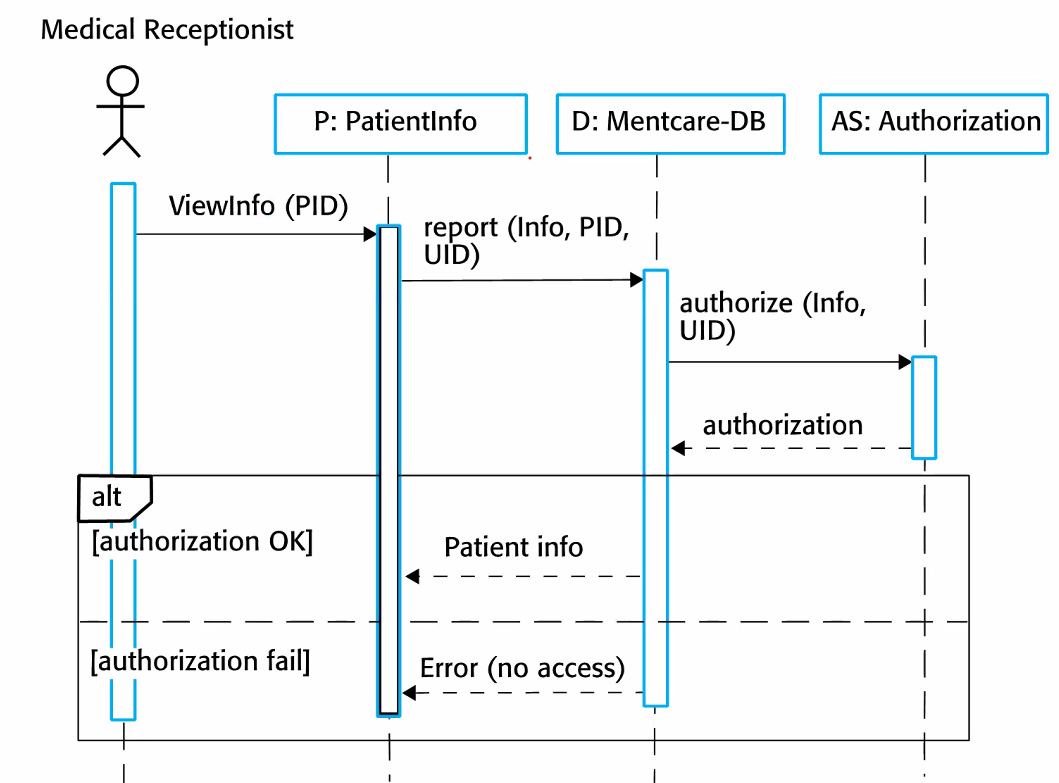 Medical Receptionist
P: PatientInfo
D: Mentcare-DB
AS: Authorization
ViewInfo (PID)
report (Info, PID,
UID)
authorize (Info,
UID)
authorization
alt
[authorization OK]
Patient info
[authorization fail]
Error (no access)